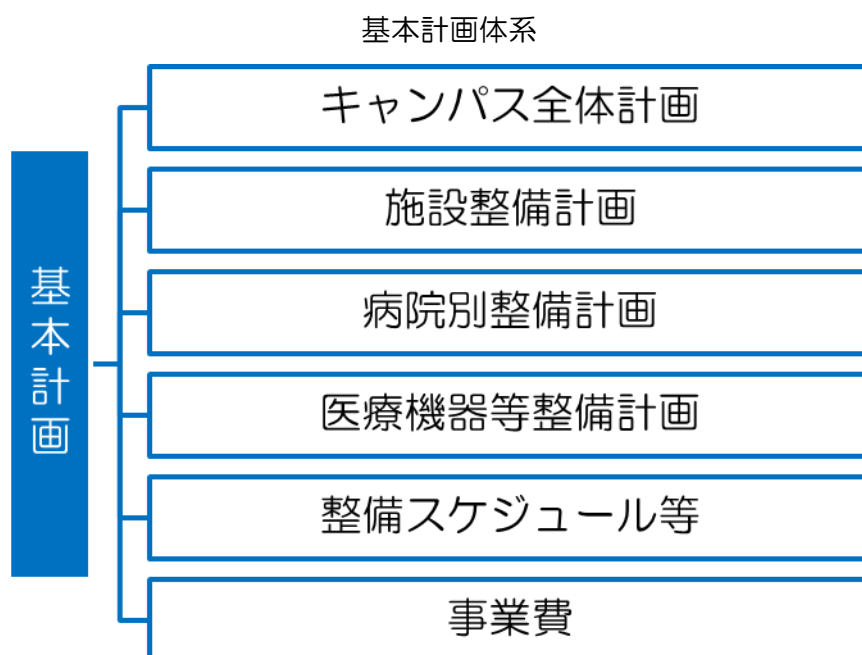 基本計画体系
基本計画
キャンパス全体計画
施設整備計画
病院別整備計画
医療機器等整備計画
整備スケジュール等
事業費